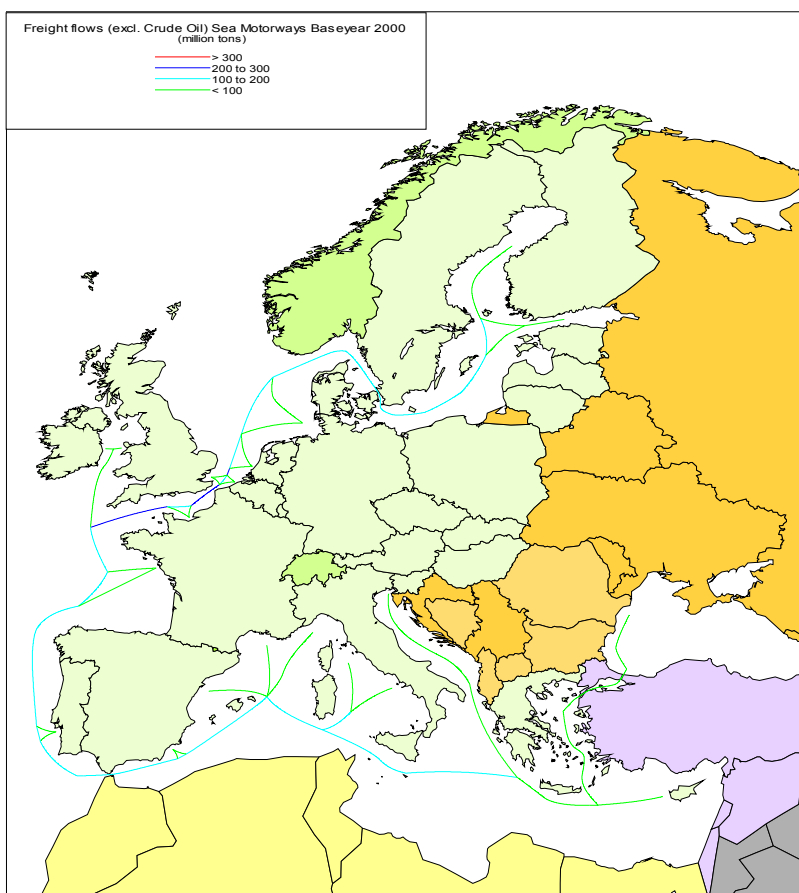 Freight flows (excl. Crude Oil) Sea Motorways Baseyear 2000
(million tons)
> 300
200 to 300
100 to 200
< 100